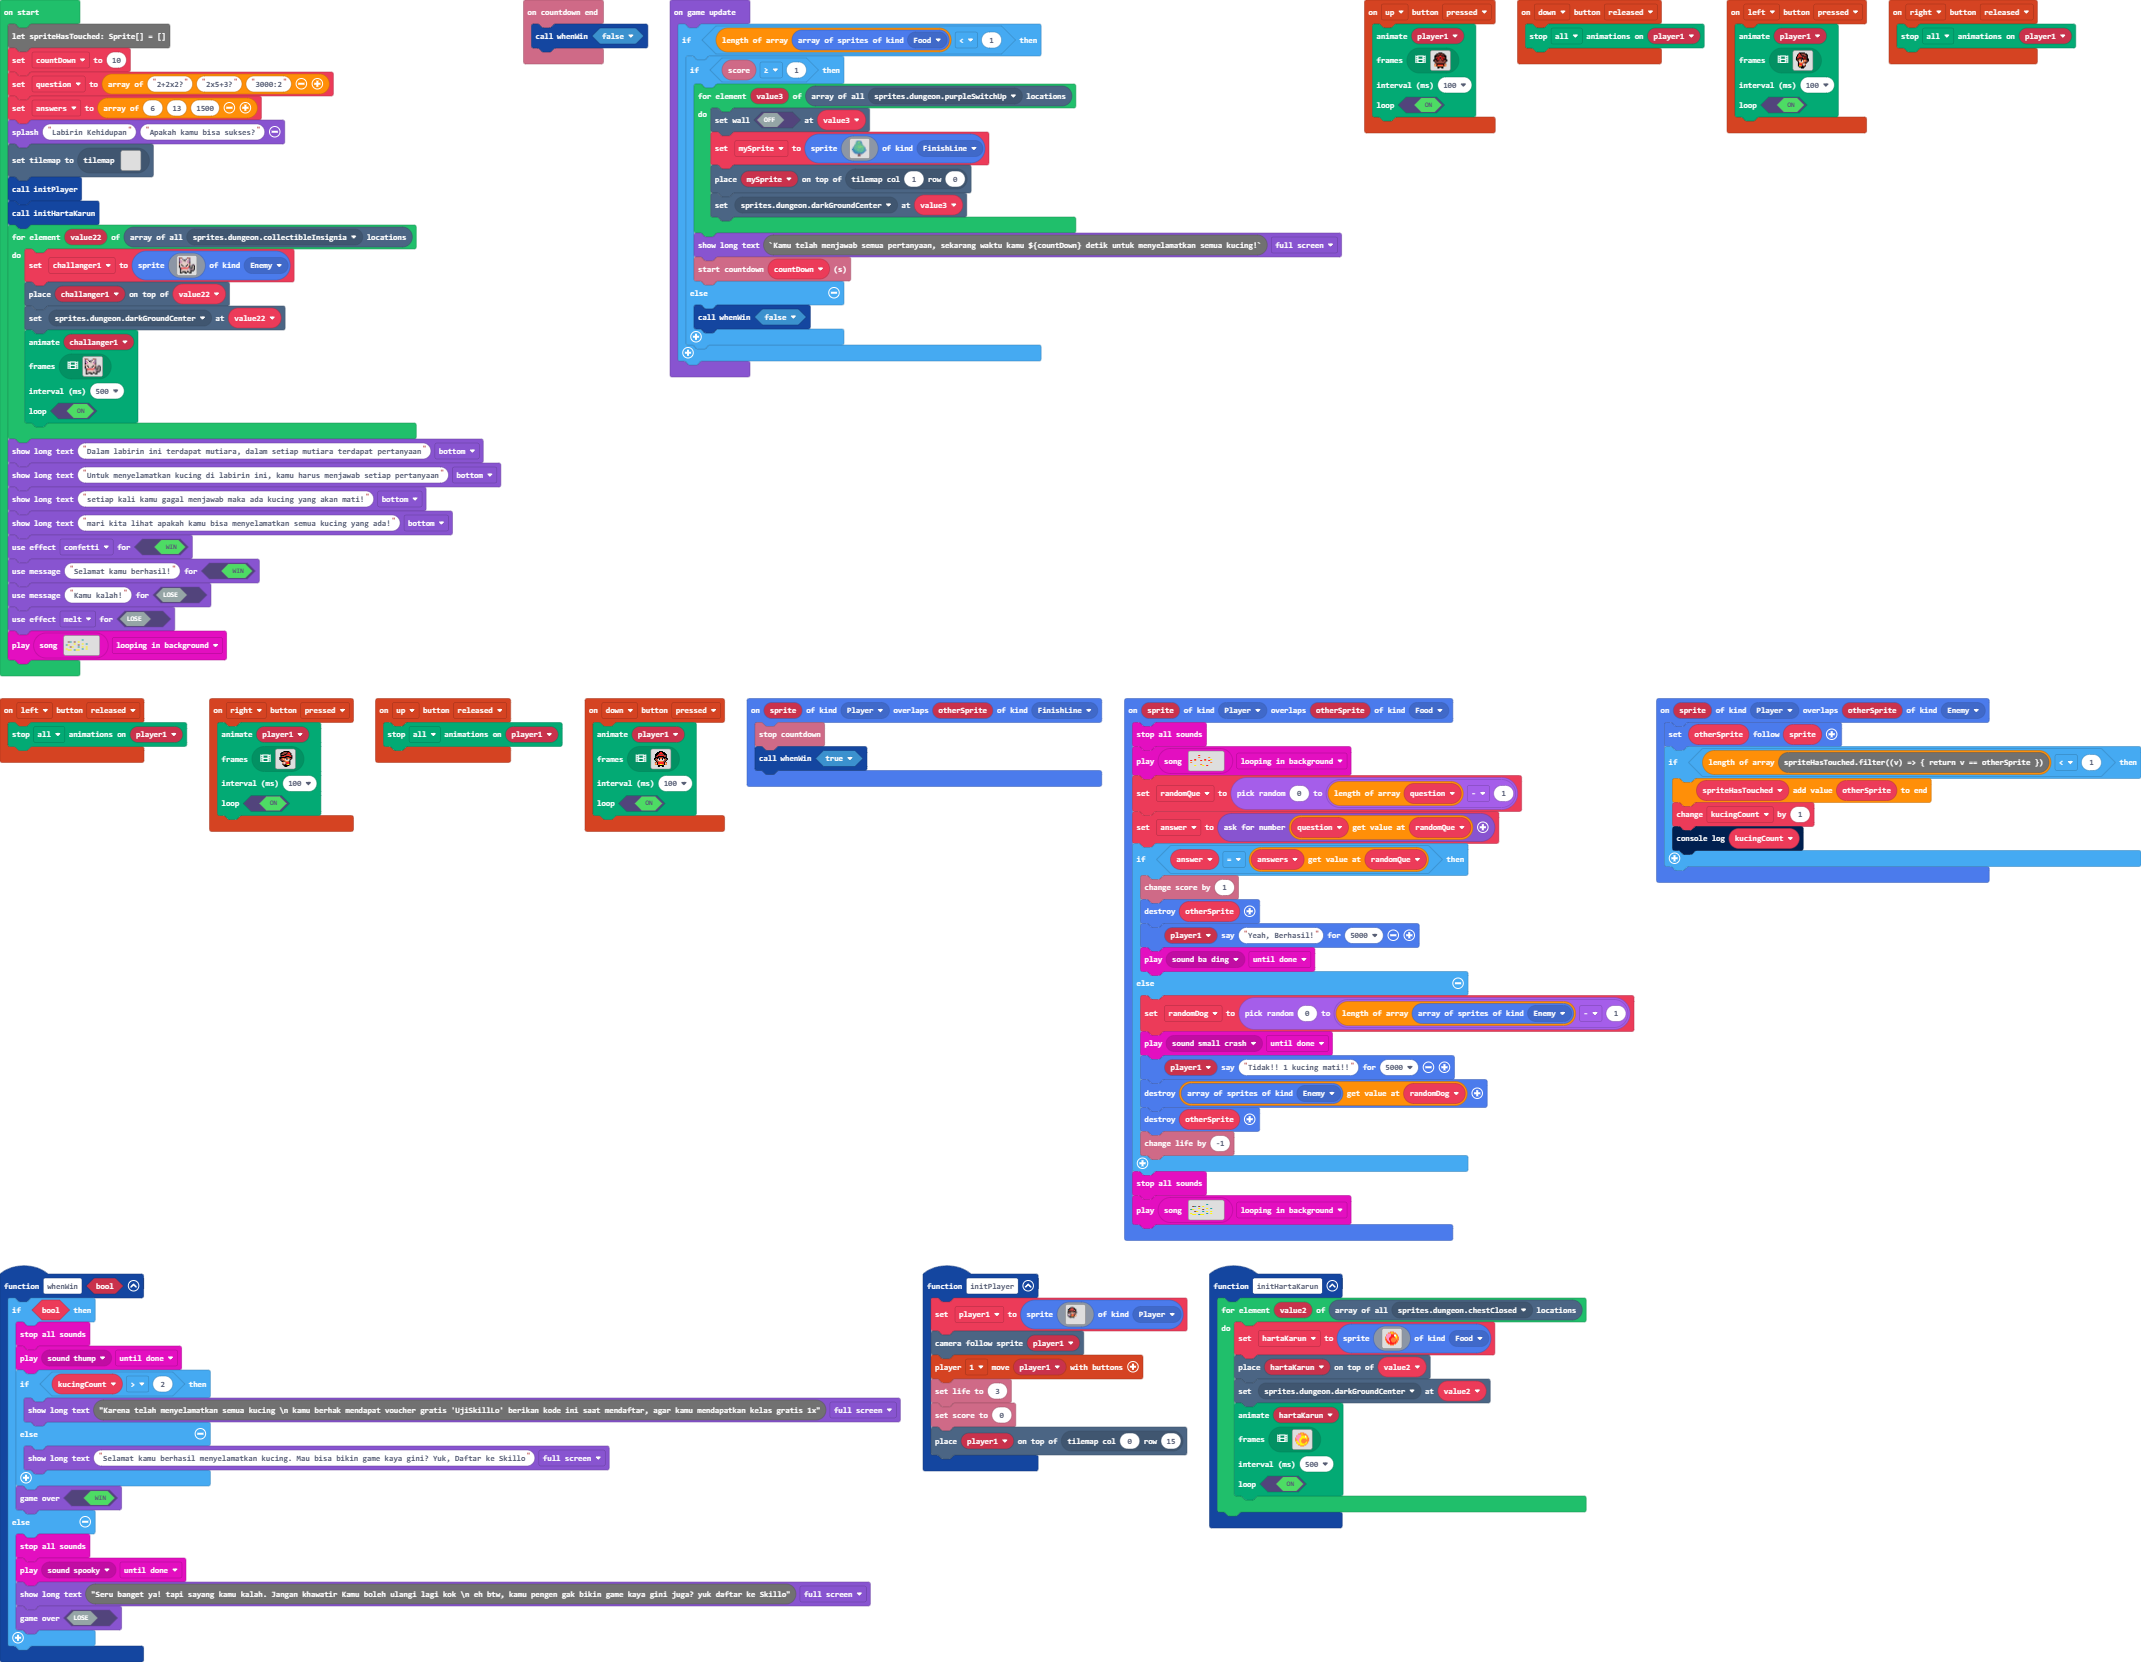 on start
let spriteHasTouched: Sprite[] = []
set countDown to 10
set question to array of "2+2x2?" "2x5+3?" "3000:2"
set answers to array of 6 13 1500
splash "Labirin Kehidupan" "Apakah kamu bisa sukses?"
set tilemap to tilemap
call initPlayer
call initHartaKarun
for element value22 of array of all sprites.dungeon.collectibleInsignia locations
do
set challanger1 to sprite of kind Enemy
place challanger1 on top of value22
set sprites.dungeon.darkGroundCenter at value22
animate challanger1
frames
interval (ms) 500
loop ON
show long text "Dalam labirin ini terdapat mutiara, dalam setiap mutiara terdapat pertanyaan" bottom
show long text "Untuk menyelamatkan kucing di labirin ini, kamu harus menjawab setiap pertanyaan" bottom
show long text "setiap kali kamu gagal menjawab maka ada kucing yang akan mati!" bottom
show long text "mari kita lihat apakah kamu bisa menyelamatkan semua kucing yang ada!" bottom
use effect confetti for WIN
use message "Selamat kamu berhasil!" for WIN
use message "Kamu kalah!" for LOSE
use effect melt for LOSE
play song looping in background
on countdown end
call whenWin false
on game update
if length of array array of sprites of kind Food < 1 then
if score ≥ 1 then
for element value3 of array of all sprites.dungeon.purpleSwitchUp locations
do set wall OFF at value3
set mySprite to sprite of kind FinishLine
place mySprite on top of tilemap col 1 row 0
set sprites.dungeon.darkGroundCenter at value3
show long text `Kamu telah menjawab semua pertanyaan, sekarang waktu kamu ${countDown} detik untuk menyelamatkan semua kucing!` full screen
start countdown countDown (s)
else
call whenWin false
on up button pressed
animate player1
frames
interval (ms) 100
loop ON
on down button released
stop all animations on player1
on left button pressed
animate player1
frames
interval (ms) 100
loop ON
on right button released
stop all animations on player1
on left button released
stop all animations on player1
on right button pressed
animate player1
frames
interval (ms) 100
loop ON
on up button released
stop all animations on player1
on down button pressed
animate player1
frames
interval (ms) 100
loop ON
on sprite of kind Player overlaps otherSprite of kind FinishLine
stop countdown
call whenWin true
on sprite of kind Player overlaps otherSprite of kind Food
stop all sounds
play song looping in background
set randomQue to pick random 0 to length of array question - 1
set answer to ask for number question get value at randomQue
if answer = answers get value at randomQue then
change score by 1
destroy otherSprite
player1 say "Yeah, Berhasil!" for 5000
play sound ba ding until done
else
set randomDog to pick random 0 to length of array array of sprites of kind Enemy - 1
play sound small crash until done
player1 say "Tidak!! 1 kucing mati!!" for 5000
destroy array of sprites of kind Enemy get value at randomDog
destroy otherSprite
change life by -1
stop all sounds
play song looping in background
on sprite of kind Player overlaps otherSprite of kind Enemy
set otherSprite follow sprite
if length of array spriteHasTouched.filter((v) => { return v == otherSprite }) < 1 then
spriteHasTouched add value otherSprite to end
change kucingCount by 1
console log kucingCount
function whenWin bool
if bool then
stop all sounds
play sound thump until done
if kucingCount > 2 then
show long text "Karena telah menyelamatkan semua kucing \n kamu berhak mendapat voucher gratis 'UjiSkillLo' berikan kode ini saat mendaftar, agar kamu mendapatkan kelas gratis 1x" full screen
else
show long text "Selamat kamu berhasil menyelamatkan kucing. Mau bisa bikin game kaya gini? Yuk, Daftar ke Skillo" full screen
game over WIN
else
stop all sounds
play sound spooky until done
show long text "Seru banget ya! tapi sayang kamu kalah. Jangan khawatir Kamu boleh ulangi lagi kok \n eh btw, kamu pengen gak bikin game kaya gini juga? yuk daftar ke Skillo" full screen
game over LOSE
function initPlayer
set player1 to sprite of kind Player
camera follow sprite player1
player 1 move player1 with buttons
set life to 3
set score to 0
place player1 on top of tilemap col 0 row 15
function initHartaKarun
for element value2 of array of all sprites.dungeon.chestClosed locations
do
set hartaKarun to sprite of kind Food
place hartaKarun on top of value2
set sprites.dungeon.darkGroundCenter at value2
animate hartaKarun
frames
interval (ms) 500
loop ON